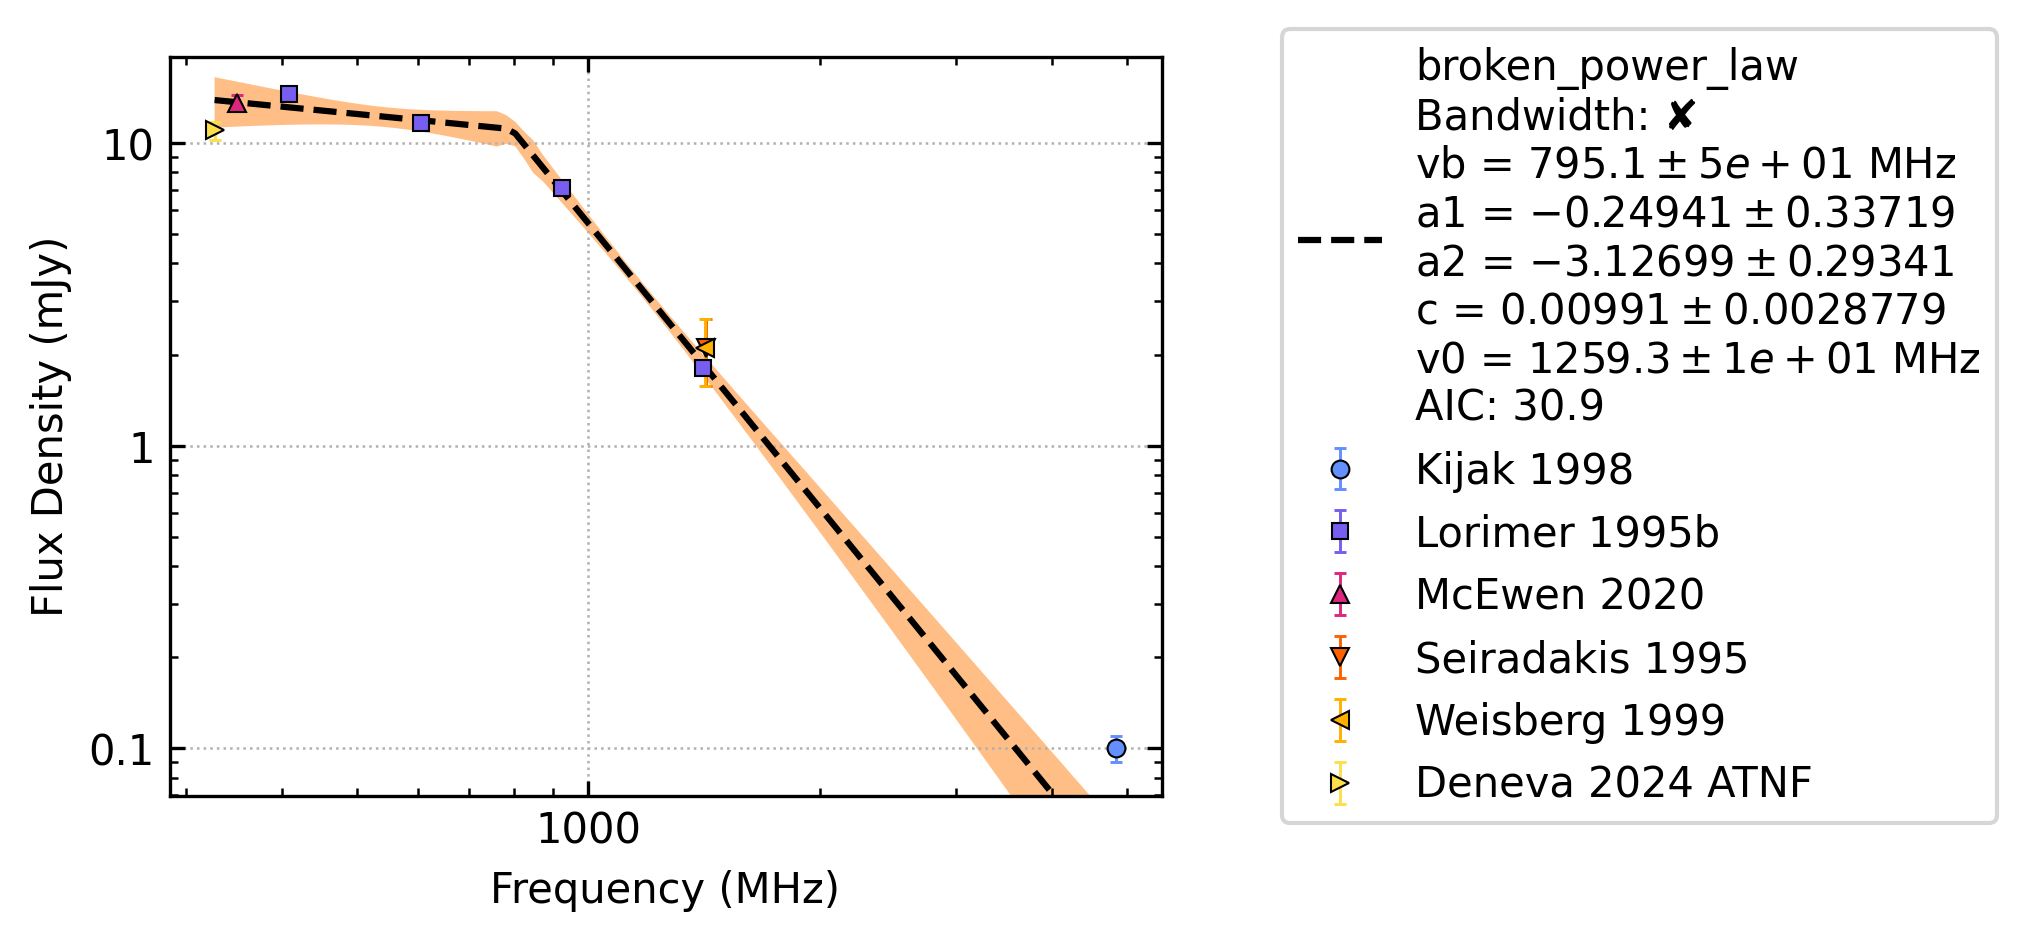 10
1
0.1
Flux Density (mJy)
1000
Frequency (MHz)
broken_power_law
Bandwidth: ✘
vb = 795.1 ± 5e + 01 MHz
a1 = −0.24941 ± 0.33719
a2 = −3.12699 ± 0.29341
c = 0.00991 ± 0.0028779
v0 = 1259.3 ± 1e + 01 MHz
AIC: 30.9
Kijak 1998
Lorimer 1995b
McEwen 2020
Seiradakis 1995
Weisberg 1999
Deneva 2024 ATNF